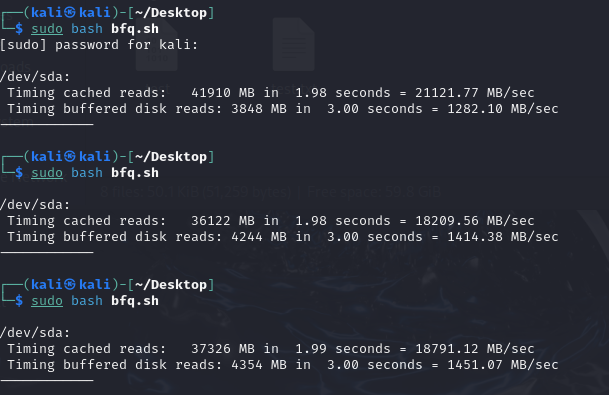 ┌──(kali㉿kali)-[~/Desktop]
└─$ sudo bash bfq.sh
[sudo] password for kali:
/dev/sda:
Timing cached reads:   41910 MB in  1.98 seconds = 21121.77 MB/sec
Timing buffered disk reads: 3848 MB in  3.00 seconds = 1282.10 MB/sec
────────────
┌──(kali㉿kali)-[~/Desktop]
└─$ sudo bash bfq.sh
/dev/sda:
Timing cached reads:   36122 MB in  1.98 seconds = 18209.56 MB/sec
Timing buffered disk reads: 4244 MB in  3.00 seconds = 1414.38 MB/sec
────────────
┌──(kali㉿kali)-[~/Desktop]
└─$ sudo bash bfq.sh
/dev/sda:
Timing cached reads:   37326 MB in  1.99 seconds = 18791.12 MB/sec
Timing buffered disk reads: 4354 MB in  3.00 seconds = 1451.07 MB/sec
────────────